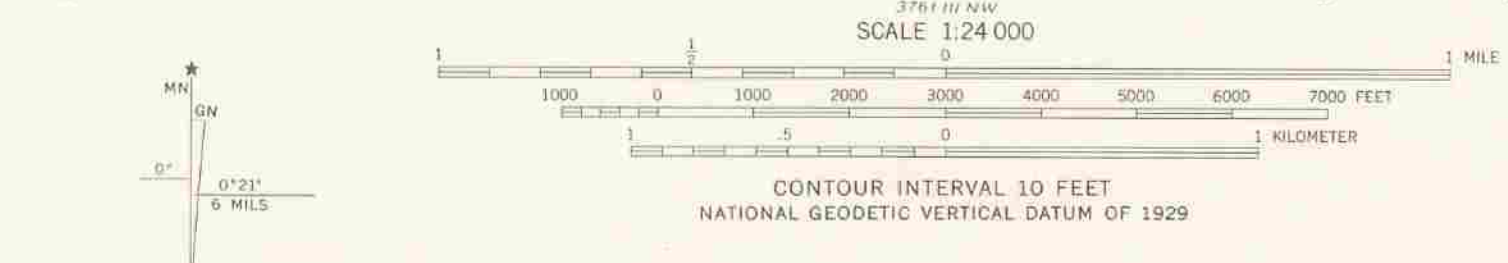 3761 III NW
SCALE 1:24 000
1 1/2 0 1 MILE
1000 0 1000 2000 3000 4000 5000 6000 7000 FEET
1 .5 0 1 KILOMETER
CONTOUR INTERVAL 10 FEET
NATIONAL GEODETIC VERTICAL DATUM OF 1929
★
MN
GN
0°
0°21'
6 MILS